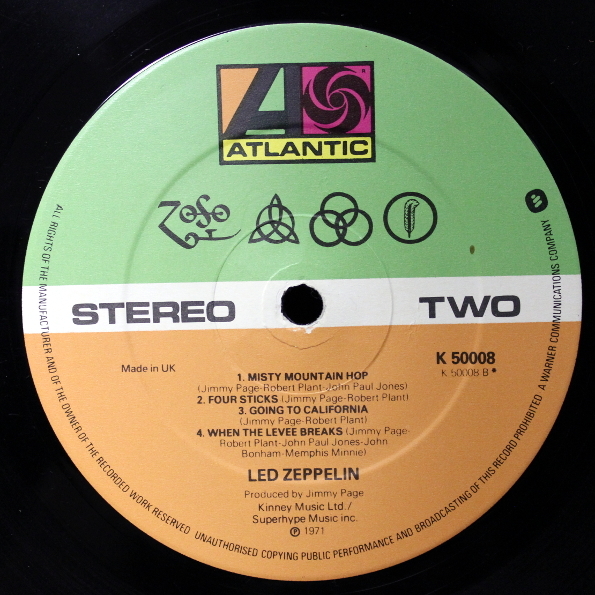 ATLANTIC
STEREO
TWO
Made in UK
K 50008
K 50008 B
1. MISTY MOUNTAIN HOP
(Jimmy Page-Robert Plant-John Paul Jones)
2. FOUR STICKS (Jimmy Page-Robert Plant)
3. GOING TO CALIFORNIA
(Jimmy Page-Robert Plant)
4. WHEN THE LEVEE BREAKS (Jimmy Page-
Robert Plant-John Paul Jones-John
Bonham-Memphis Minnie)
LED ZEPPELIN
Produced by Jimmy Page
Kinney Music Ltd./
Superhype Music inc.
℗ 1971
ALL RIGHTS OF THE MANUFACTURER AND OF THE OWNER OF THE RECORDED WORK RESERVED UNAUTHORISED COPYING PUBLIC PERFORMANCE AND BROADCASTING OF THIS RECORD PROHIBITED A WARNER COMMUNICATIONS COMPANY